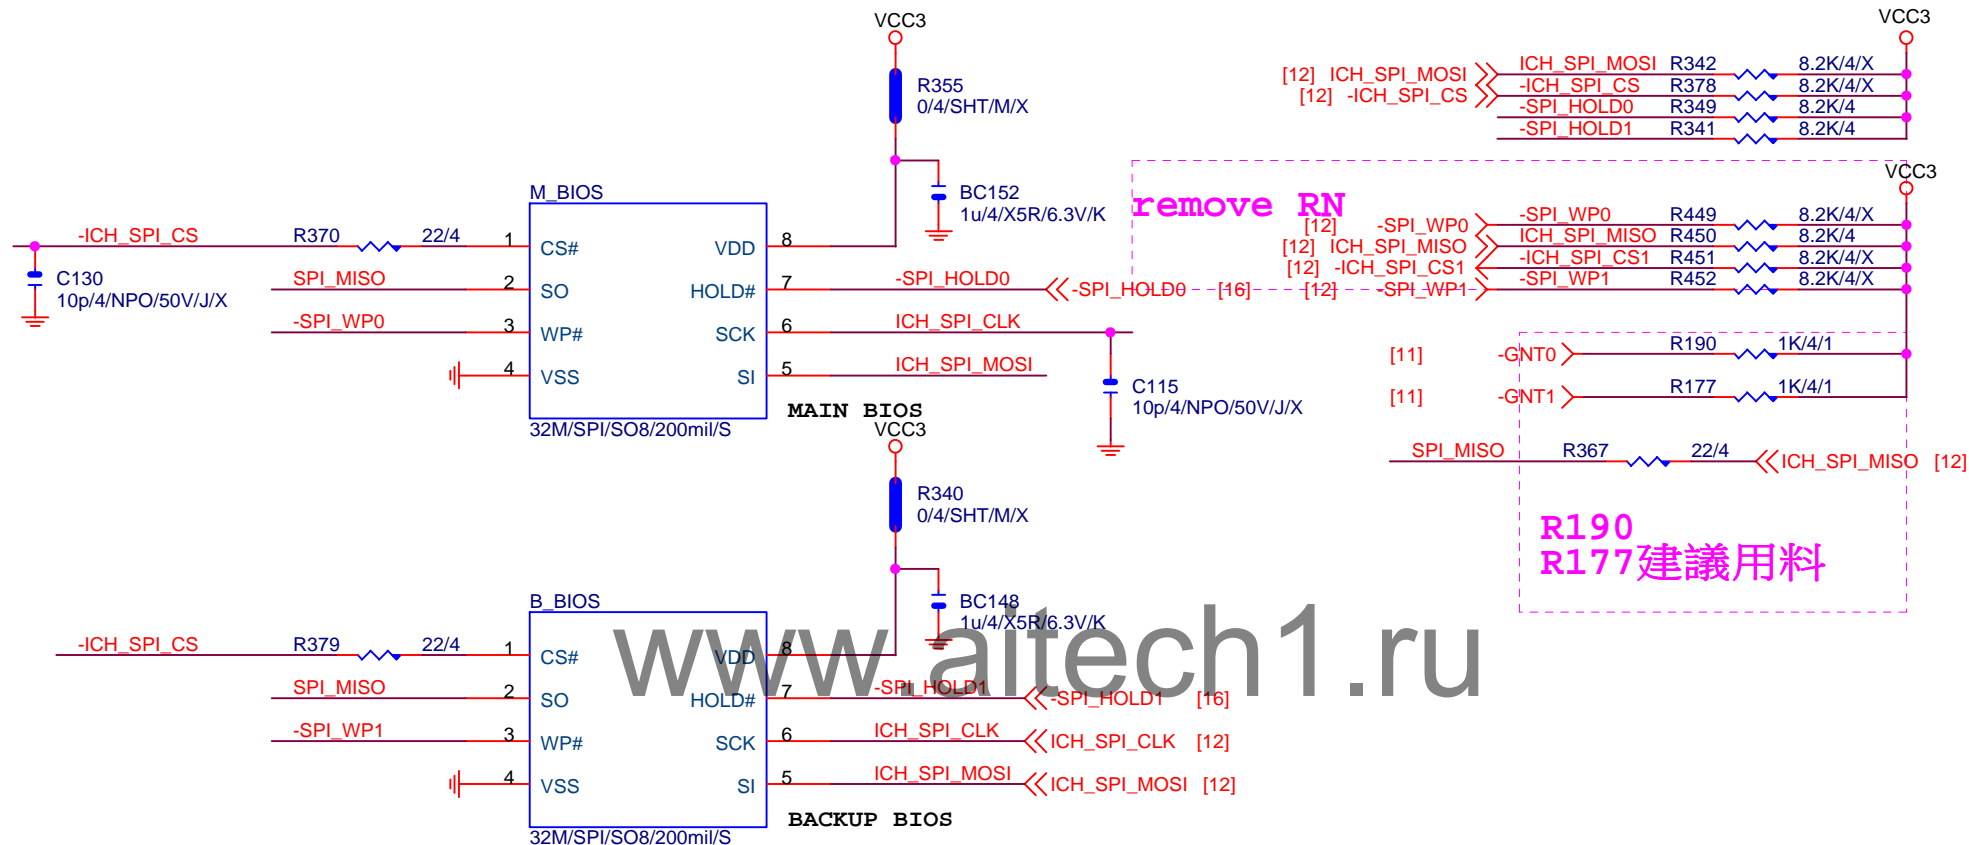 VCC3
R355
0/4/SHT/M/X
BC152
1u/4/X5R/6.3V/K
M_BIOS
-ICH_SPI_CS R370 22/4 1 CS# VDD 8
C130
10p/4/NPO/50V/J/X
SPI_MISO 2 SO HOLD# 7 -SPI_HOLD0 -SPI_HOLD0 [16]
-SPI_WP0 3 WP# SCK 6 ICH_SPI_CLK
4 VSS SI 5 ICH_SPI_MOSI
C115
10p/4/NPO/50V/J/X
MAIN BIOS
32M/SPI/SO8/200mil/S
VCC3
R340
0/4/SHT/M/X
BC148
1u/4/X5R/6.3V/K
B_BIOS
-ICH_SPI_CS R379 22/4 1 CS# VDD 8
SPI_MISO 2 SO HOLD# 7 -SPI_HOLD1 -SPI_HOLD1 [16]
-SPI_WP1 3 WP# SCK 6 ICH_SPI_CLK ICH_SPI_CLK [12]
4 VSS SI 5 ICH_SPI_MOSI ICH_SPI_MOSI [12]
BACKUP BIOS
32M/SPI/SO8/200mil/S
VCC3
[12] ICH_SPI_MOSI ICH_SPI_MOSI R342 8.2K/4/X
[12] -ICH_SPI_CS -ICH_SPI_CS R378 8.2K/4/X
-SPI_HOLD0 R349 8.2K/4
-SPI_HOLD1 R341 8.2K/4
VCC3
remove RN
[12] -SPI_WP0 -SPI_WP0 R449 8.2K/4/X
[12] ICH_SPI_MISO ICH_SPI_MISO R450 8.2K/4
[12] -ICH_SPI_CS1 -ICH_SPI_CS1 R451 8.2K/4/X
[12] -SPI_WP1 -SPI_WP1 R452 8.2K/4/X
[11] -GNT0 R190 1K/4/1
[11] -GNT1 R177 1K/4/1
SPI_MISO R367 22/4 ICH_SPI_MISO [12]
R190
R177建議用料
www.aitech1.ru